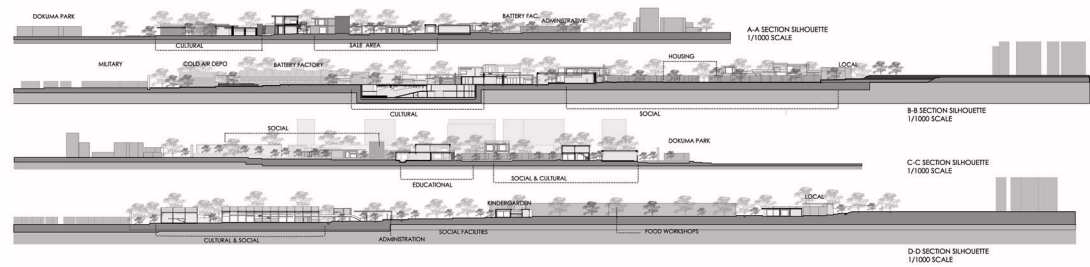 DOKUMA PARK
BATTERY FAC.
ADMINISTRATIVE
CULTURAL
SALE AREA
A-A SECTION SILHOUETTE
1/1000 SCALE
MILITARY
COLD AIR DEPO
BATTERY FACTORY
HOUSING
LOCAL
CULTURAL
SOCIAL
B-B SECTION SILHOUETTE
1/1000 SCALE
SOCIAL
DOKUMA PARK
EDUCATIONAL
SOCIAL & CULTURAL
C-C SECTION SILHOUETTE
1/1000 SCALE
KINDERGARDEN
LOCAL
CULTURAL & SOCIAL
ADMINISTRATION
SOCIAL FACILITIES
FOOD WORKSHOPS
D-D SECTION SILHOUETTE
1/1000 SCALE